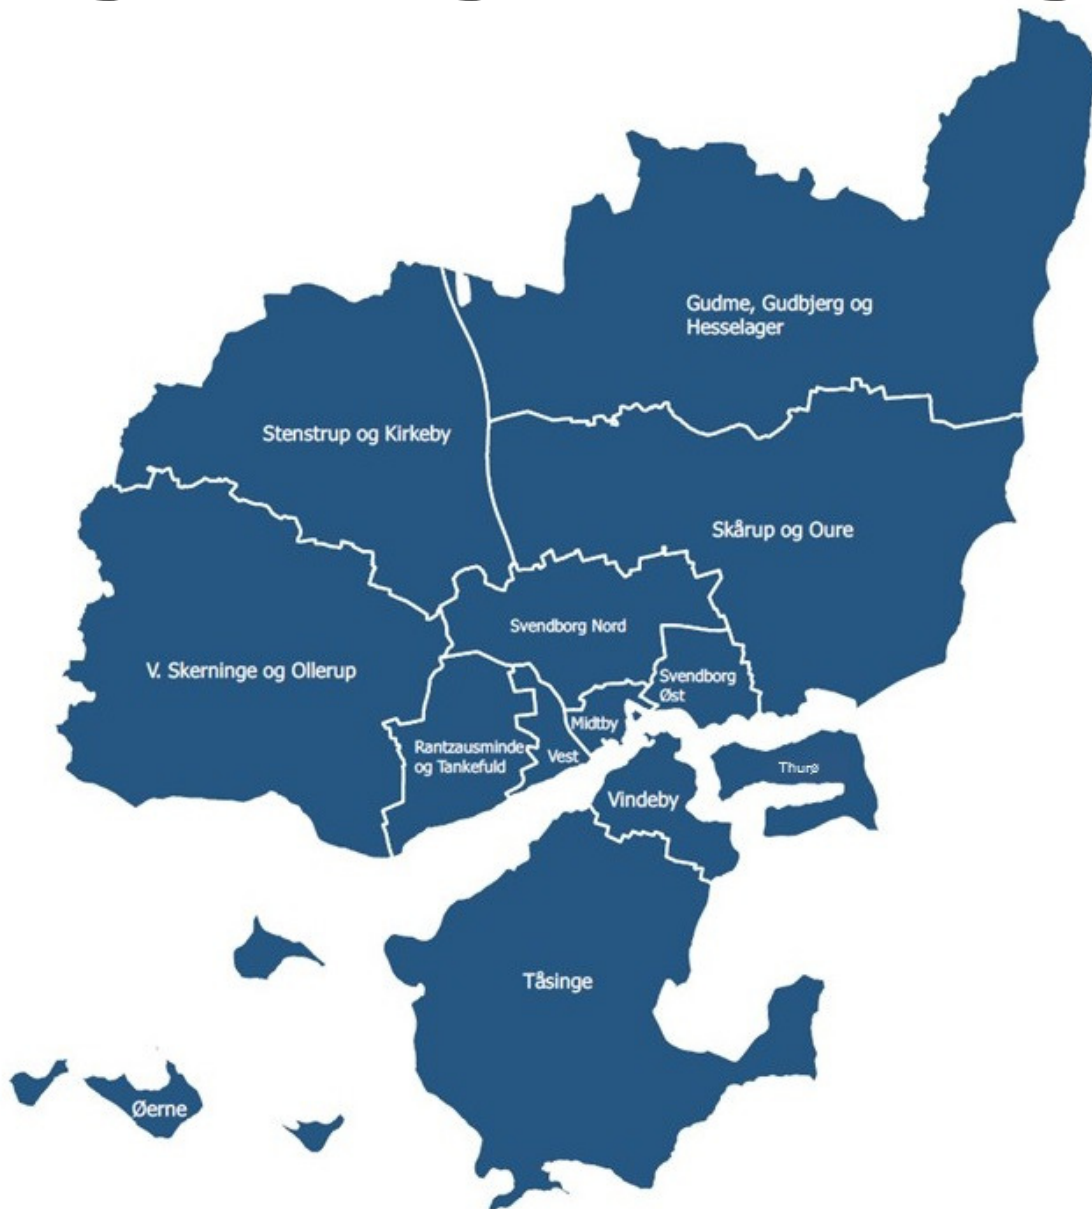 Gudme, Gudbjerg og
Hesselager
Stenstrup og Kirkeby
Skårup og Oure
Svendborg Nord
V. Skerninge og Ollerup
Svendborg
Øst
Midtby
Rantzausminde
og Tankefuld
Vest
Thurø
Vindeby
Tåsinge
Øerne